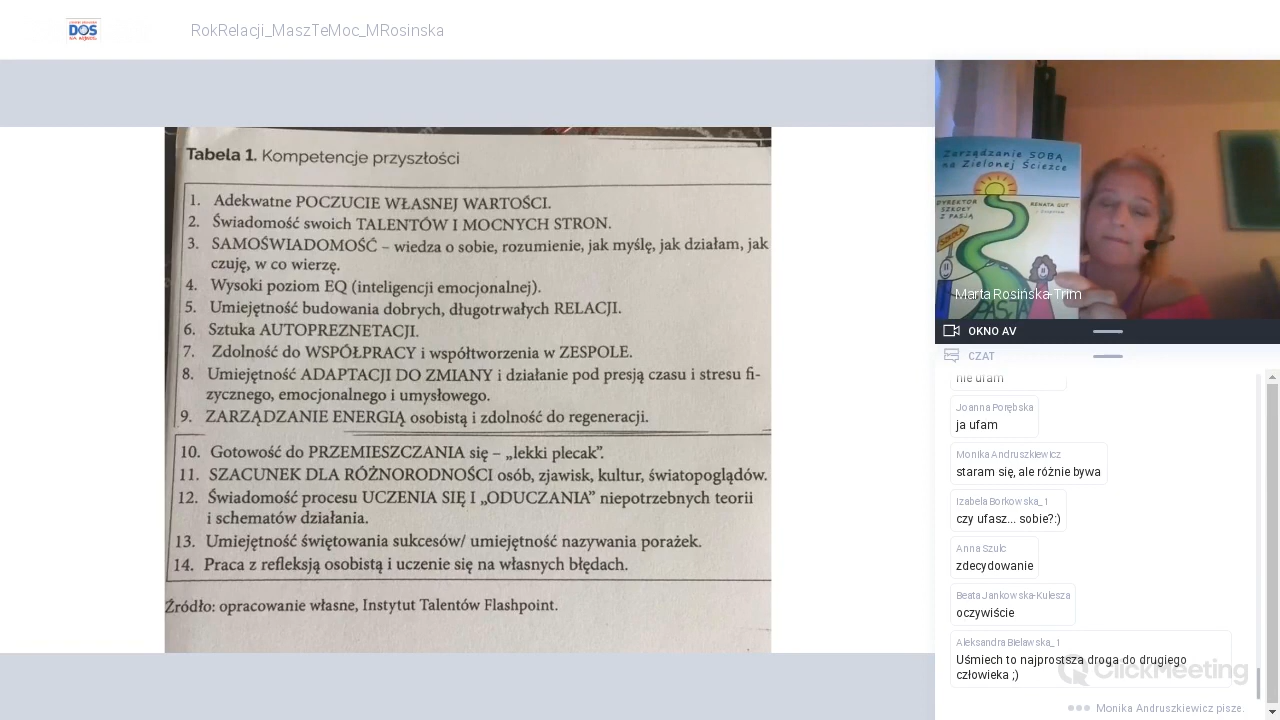 DOS
RokRelacji_MaszTeMoc_MRosinska
Tabela 1. Kompetencje przyszłości
1. Adekwatne POCZUCIE WŁASNEJ WARTOŚCI.
2. Świadomość swoich TALENTÓW I MOCNYCH STRON.
3. SAMOŚWIADOMOŚĆ – wiedza o sobie, rozumienie, jak myślę, jak działam, jak
czuję, w co wierzę.
4. Wysoki poziom EQ (inteligencji emocjonalnej).
5. Umiejętność budowania dobrych, długotrwałych RELACJI.
6. Sztuka AUTOPREZNETACJI.
7. Zdolność do WSPÓŁPRACY i współtworzenia w ZESPOLE.
8. Umiejętność ADAPTACJI DO ZMIANY i działanie pod presją czasu i stresu fi-
zycznego, emocjonalnego i umysłowego.
9. ZARZĄDZANIE ENERGIĄ osobistą i zdolność do regeneracji.
10. Gotowość do PRZEMIESZCZANIA się – „lekki plecak”.
11. SZACUNEK DLA RÓŻNORODNOŚCI osób, zjawisk, kultur, światopoglądów.
12. Świadomość procesu UCZENIA SIĘ I „ODUCZANIA” niepotrzebnych teorii
i schematów działania.
13. Umiejętność świętowania sukcesów/ umiejętność nazywania porażek.
14. Praca z refleksją osobistą i uczenie się na własnych błędach.
Źródło: opracowanie własne, Instytut Talentów Flashpoint.
Zarządzanie SOBĄ
na Zielonej Ścieżce
DYREKTOR
SZKOŁY
Z PASJĄ
RENATA GUT
SZKOŁA
PASJA
Marta Rosińska-Trim
OKNO AV
CZAT
nie ufam
Joanna Porębska
ja ufam
Monika Andruszkiewicz
staram się, ale różnie bywa
Izabela Borkowska_1
czy ufasz... sobie?:)
Anna Szulc
zdecydowanie
Beata Jankowska-Kulesza
oczywiście
Aleksandra Bielawska_1
Uśmiech to najprostsza droga do drugiego
człowieka ;)
ClickMeeting
Monika Andruszkiewicz pisze.